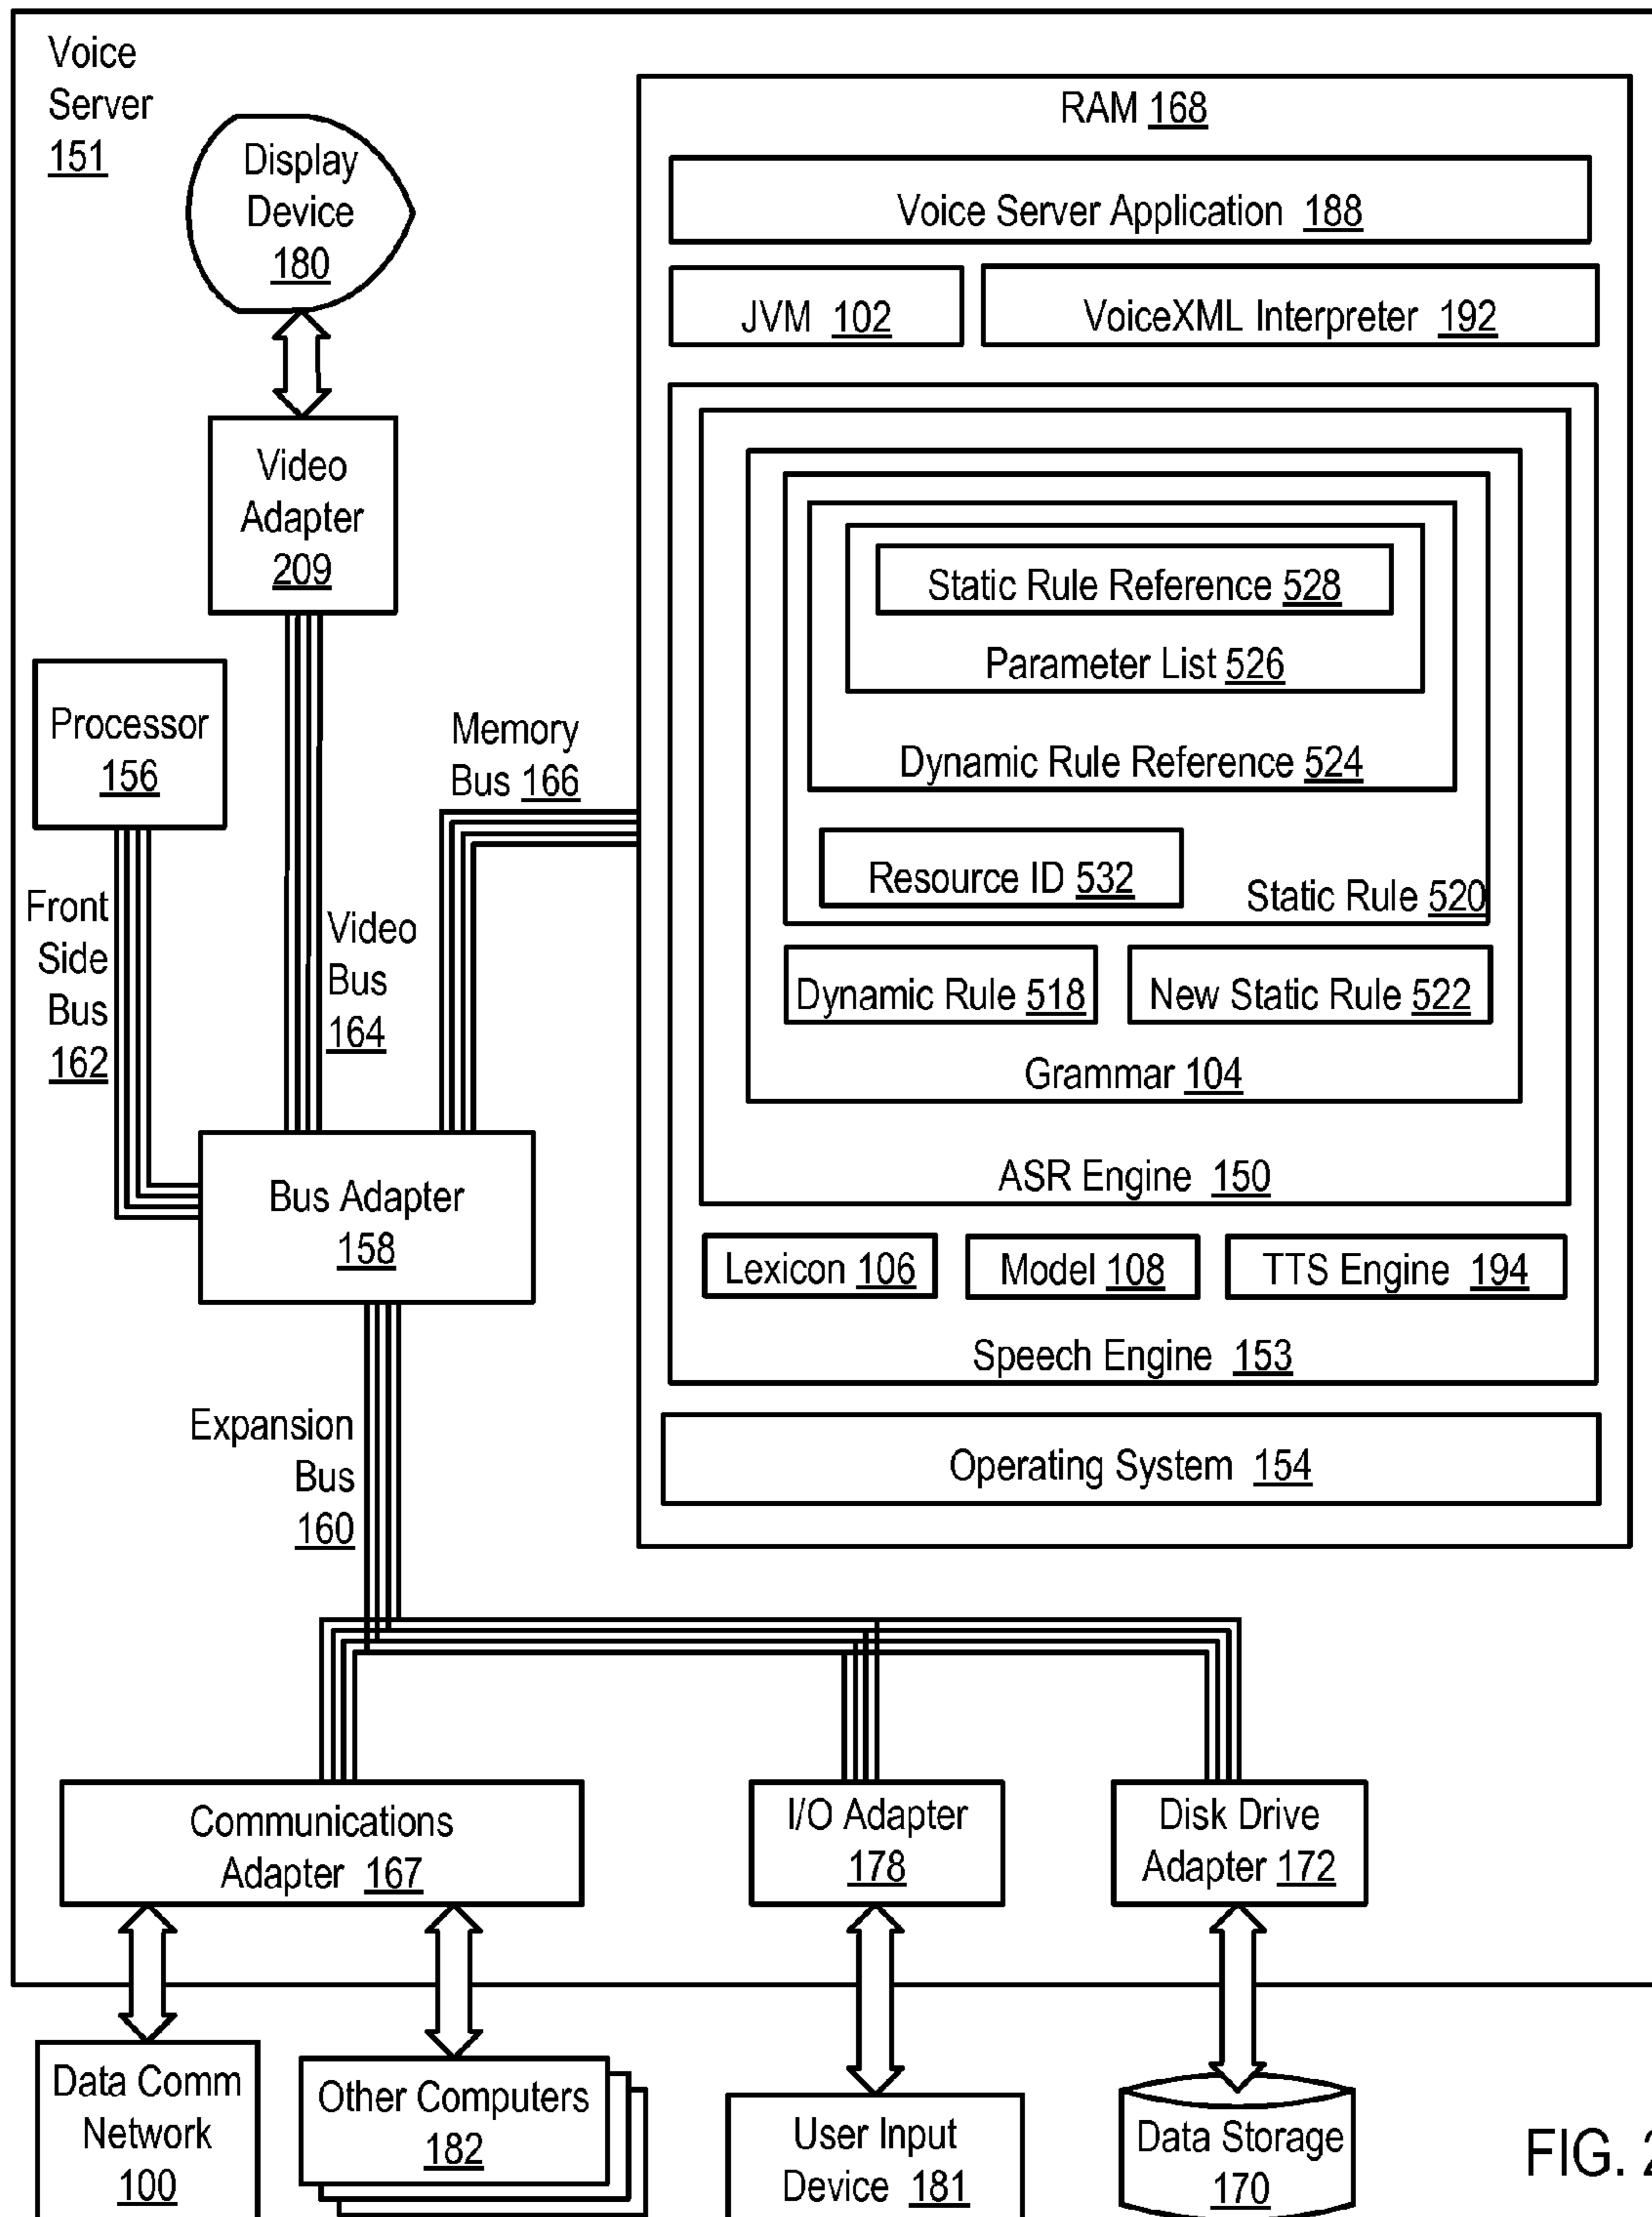 Voice
Server
151
Display
Device
180
Video
Adapter
209
Processor
156
Memory
Bus 166
Front
Side
Bus
162
Video
Bus
164
Bus Adapter
158
Expansion
Bus
160
RAM 168
Voice Server Application 188
JVM 102
VoiceXML Interpreter 192
Static Rule Reference 528
Parameter List 526
Dynamic Rule Reference 524
Resource ID 532
Static Rule 520
Dynamic Rule 518
New Static Rule 522
Grammar 104
ASR Engine 150
Lexicon 106
Model 108
TTS Engine 194
Speech Engine 153
Operating System 154
Communications
Adapter 167
I/O Adapter
178
Disk Drive
Adapter 172
Data Comm
Network
100
Other Computers
182
User Input
Device 181
Data Storage
170
FIG. 2